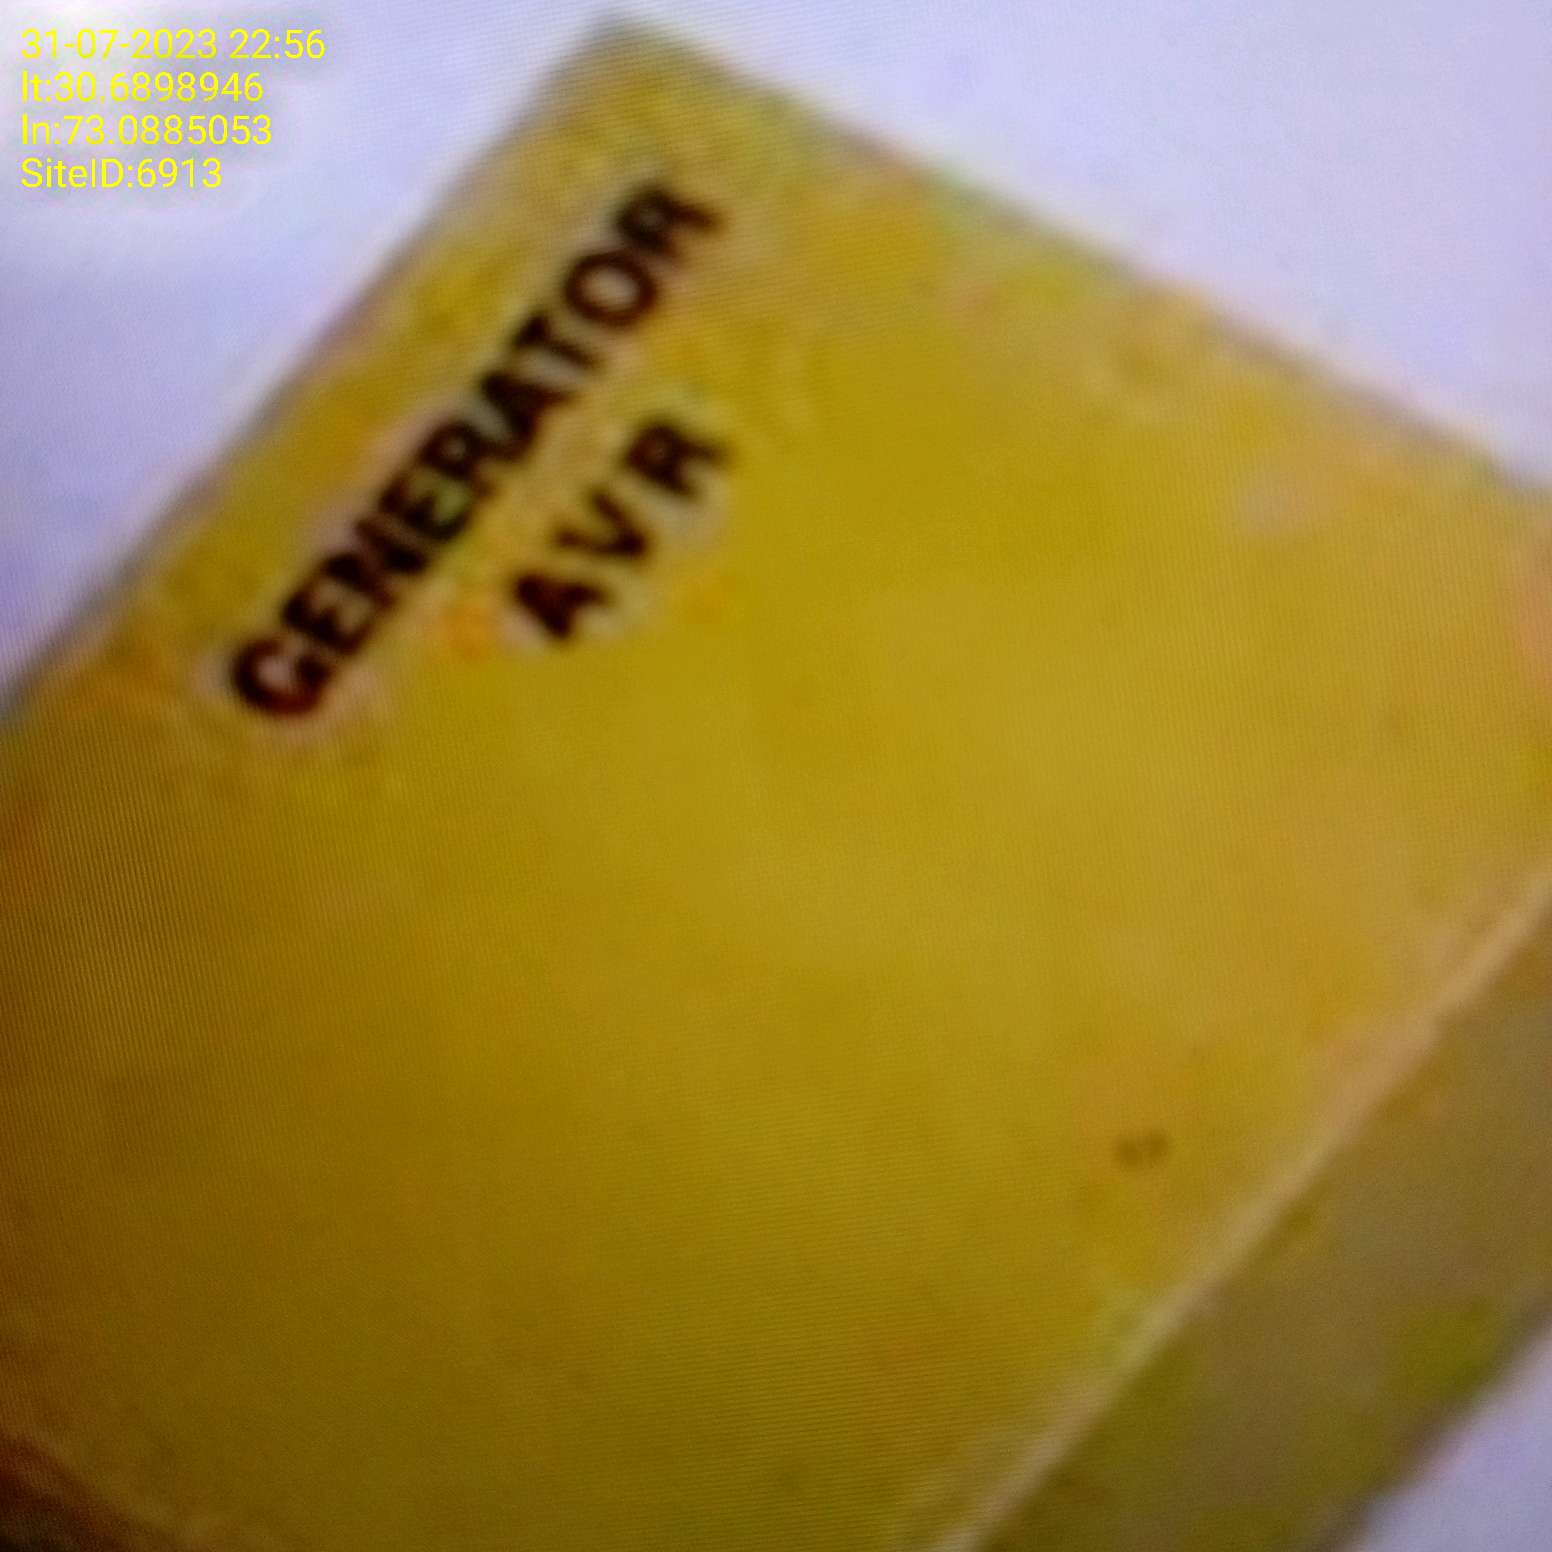 31-07-2023 22:56
lt:30.6898946
ln:73.0885053
SiteID:6913
GENERATOR
AVR